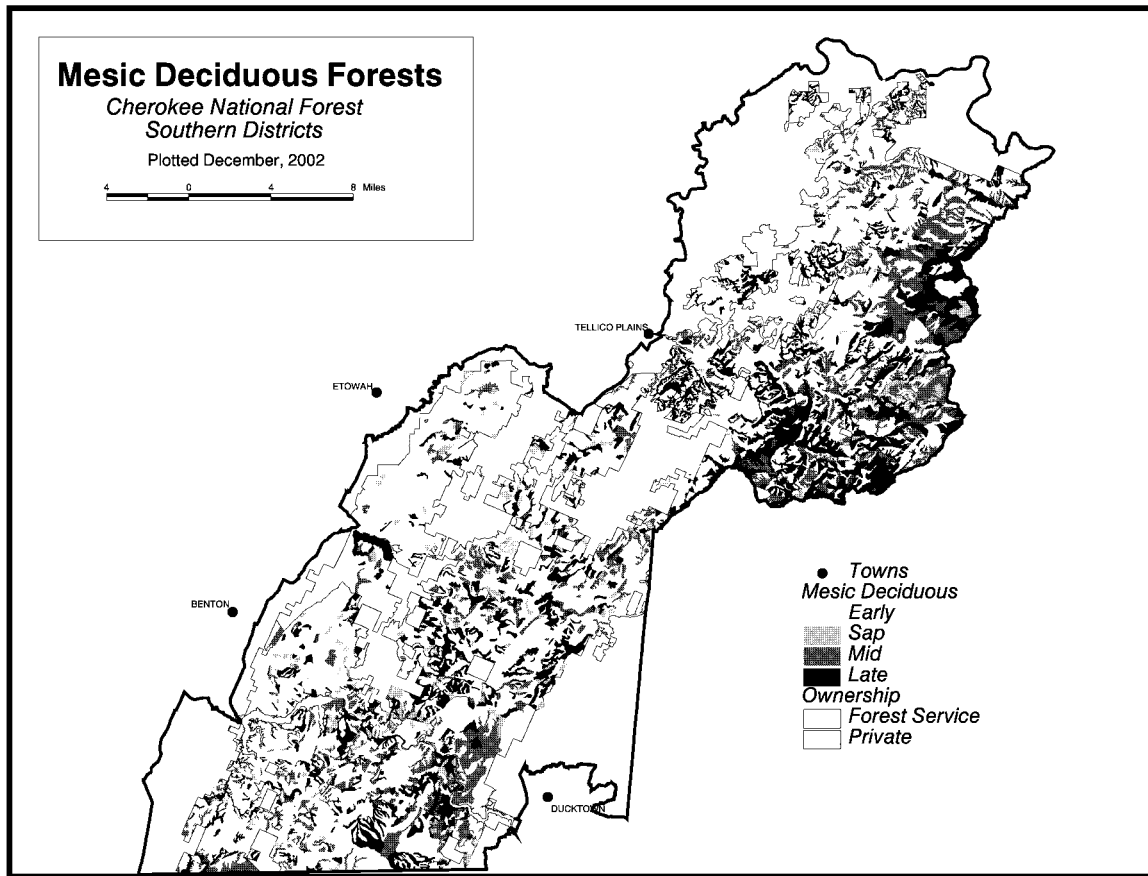 Mesic Deciduous Forests
Cherokee National Forest
Southern Districts
Plotted December, 2002
4 0 4 8 Miles
TELLICO PLAINS
ETOWAH
BENTON
DUCKTOWN
Towns
Mesic Deciduous
Early
Sap
Mid
Late
Ownership
Forest Service
Private